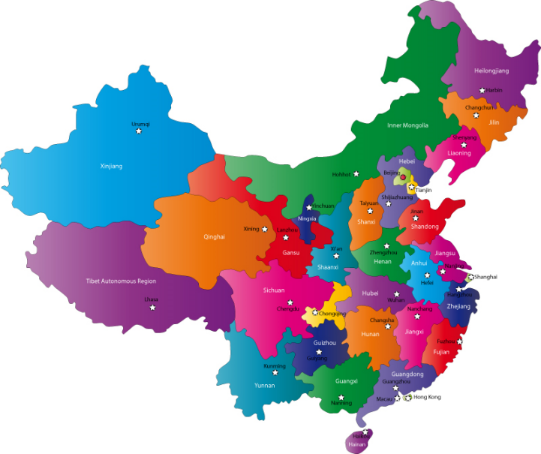 Heilongjiang
Harbin
Changchun
Jilin
Inner Mongolia
Shenyang
Liaoning
Urumqi
Xinjiang
Hebei
Beijing
Tianjin
Hohhot
Shijiazhuang
Taiyuan
Yinchuan
Ningxia
Jinan
Shandong
Shanxi
Xining
Lanzhou
Qinghai
Gansu
Xi'an
Shaanxi
Zhengzhou
Henan
Jiangsu
Anhui
Hefei
Shanghai
Tibet Autonomous Region
Lhasa
Sichuan
Chengdu
Chongqing
Hubei
Wuhan
Hangzhou
Zhejiang
Nanchang
Changsha
Hunan
Jiangxi
Guizhou
Guiyang
Fuzhou
Fujian
Kunming
Yunnan
Guangxi
Nanning
Guangdong
Guangzhou
Macau
Hong Kong
Hainan